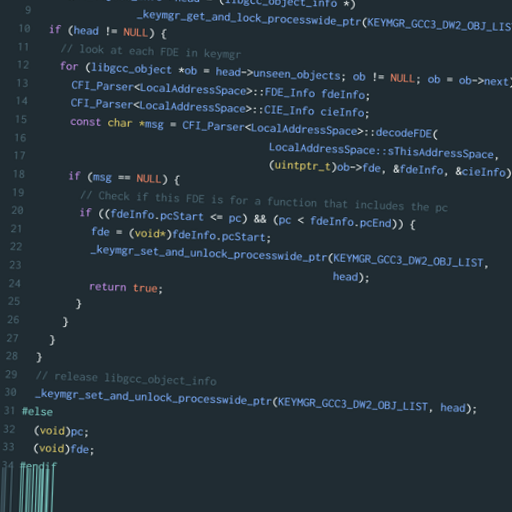 9
_keymgr_get_and_lock_processwide_ptr(KEYMGR_GCC3_DW2_OBJ_LIS
10 if (head != NULL) {
11 // look at each FDE in keymgr
12 for (libgcc_object *ob = head->unseen_objects; ob != NULL; ob = ob->next)
13 CFI_Parser<LocalAddressSpace>::FDE_Info fdeInfo;
14 CFI_Parser<LocalAddressSpace>::CIE_Info cieInfo;
15 const char *msg = CFI_Parser<LocalAddressSpace>::decodeFDE(
16 LocalAddressSpace::sThisAddressSpace,
17 (uintptr_t)ob->fde, &fdeInfo, &cieInfo)
18 if (msg == NULL) {
19 // Check if this FDE is for a function that includes the pc
20 if ((fdeInfo.pcStart <= pc) && (pc < fdeInfo.pcEnd)) {
21 fde = (void*)fdeInfo.pcStart;
22 _keymgr_set_and_unlock_processwide_ptr(KEYMGR_GCC3_DW2_OBJ_LIST,
23 head);
24 return true;
25 }
26 }
27 }
28 }
29 // release libgcc_object_info
30 _keymgr_set_and_unlock_processwide_ptr(KEYMGR_GCC3_DW2_OBJ_LIST, head);
31 #else
32 (void)pc;
33 (void)fde;
34 #endif